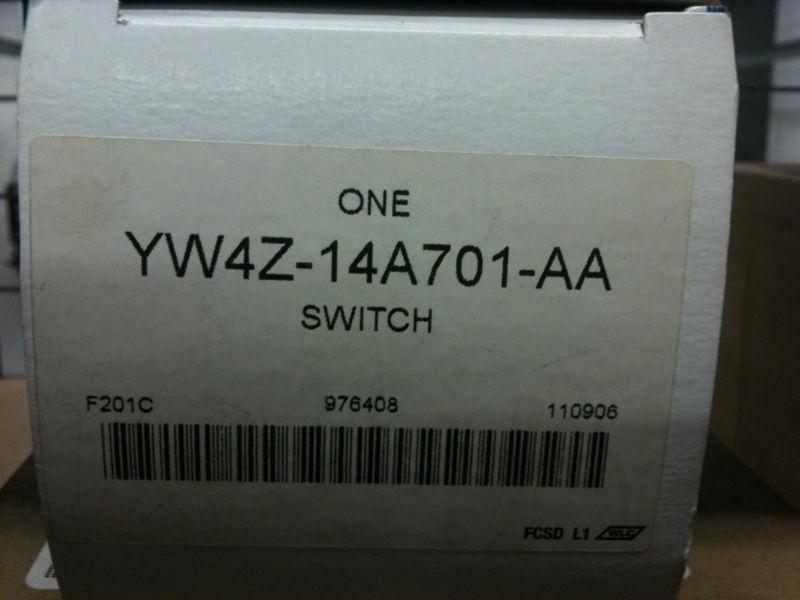 ONE
YW4Z-14A701-AA
SWITCH
F201C 976408 110906
FCSD L1 WLC